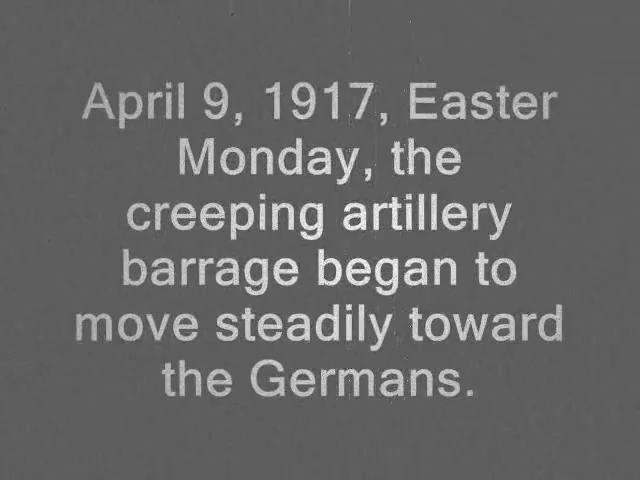 April 9, 1917, Easter
Monday, the
creeping artillery
barrage began to
move steadily toward
the Germans.